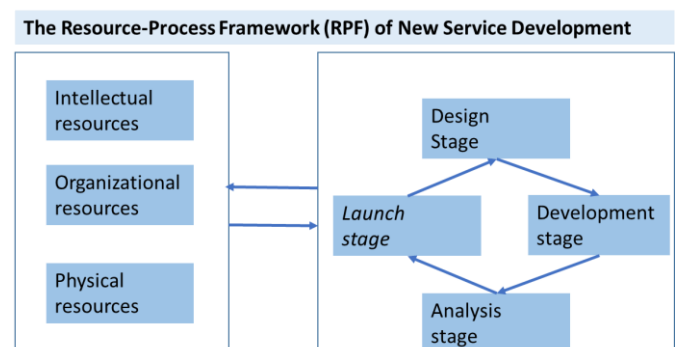 The Resource-Process Framework (RPF) of New Service Development
Intellectual
resources
Organizational
resources
Physical
resources
Design
Stage
Launch
stage
Development
stage
Analysis
stage